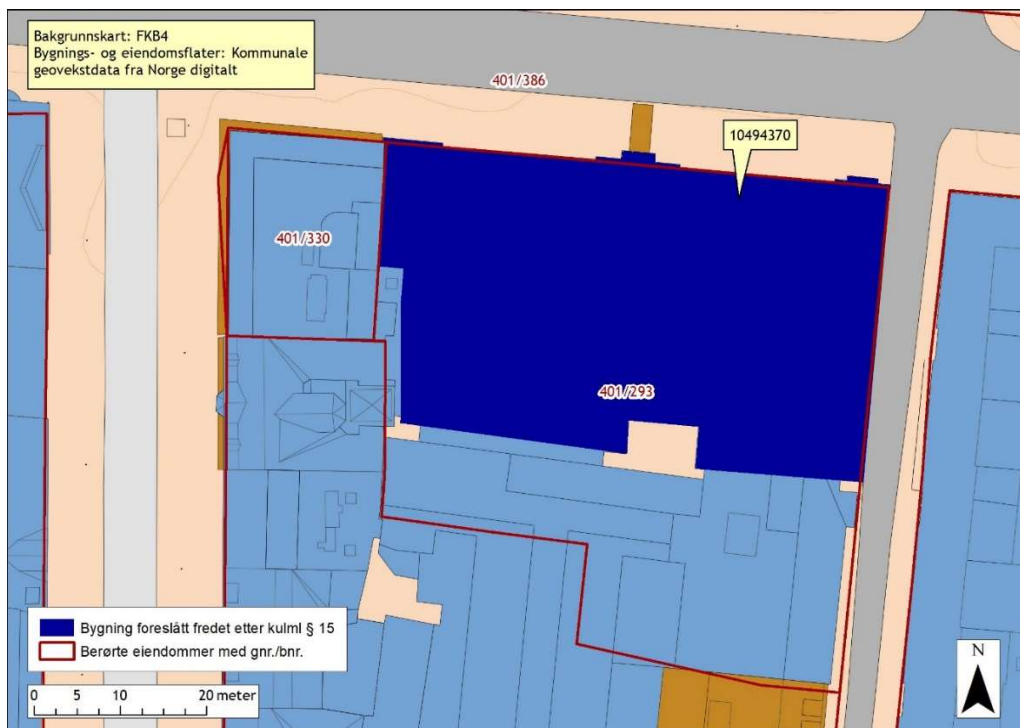 Bakgrunnskart: FKB4
Bygnings- og eiendomsflater: Kommunale
geovekstdata fra Norge digitalt
401/386
10494370
401/330
401/293
Bygning foreslått fredet etter kulml § 15
Berørte eiendommer med gnr./bnr.
0 5 10 20 meter
N